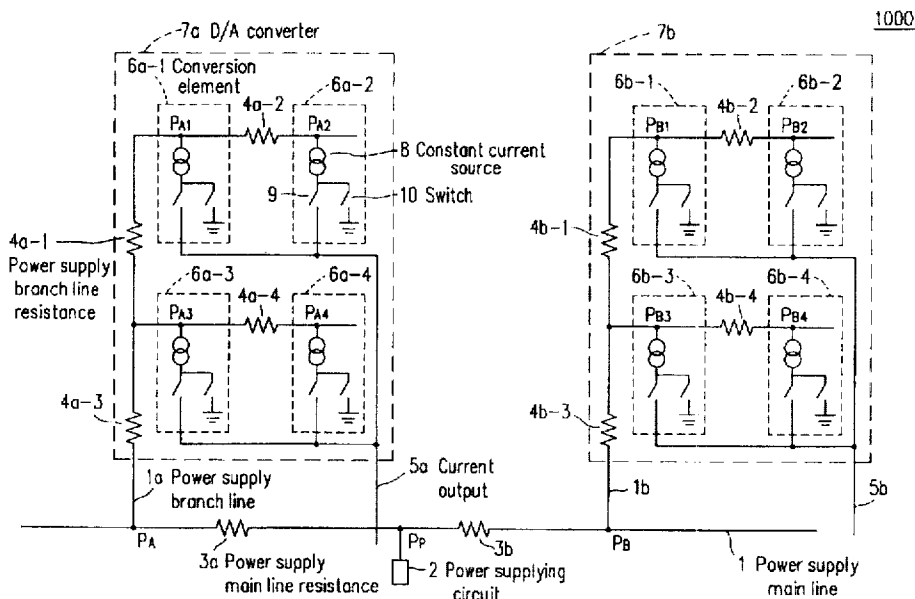 1000
7a D/A converter
7b
6a-1 Conversion
element
6a-2
4a-2
6b-1
4b-2
6b-2
PA1
PA2
PB1
PB2
8 Constant current
source
9
10 Switch
4a-1
Power supply
branch line
resistance
4b-1
6a-3
4a-4
6a-4
6b-3
4b-4
6b-4
PA3
PA4
PB3
PB4
4a-3
4b-3
1a Power supply
branch line
5a Current
output
1b
5b
PA
3a Power supply
main line resistance
PP
2 Power supplying
circuit
3b
PB
1 Power supply
main line